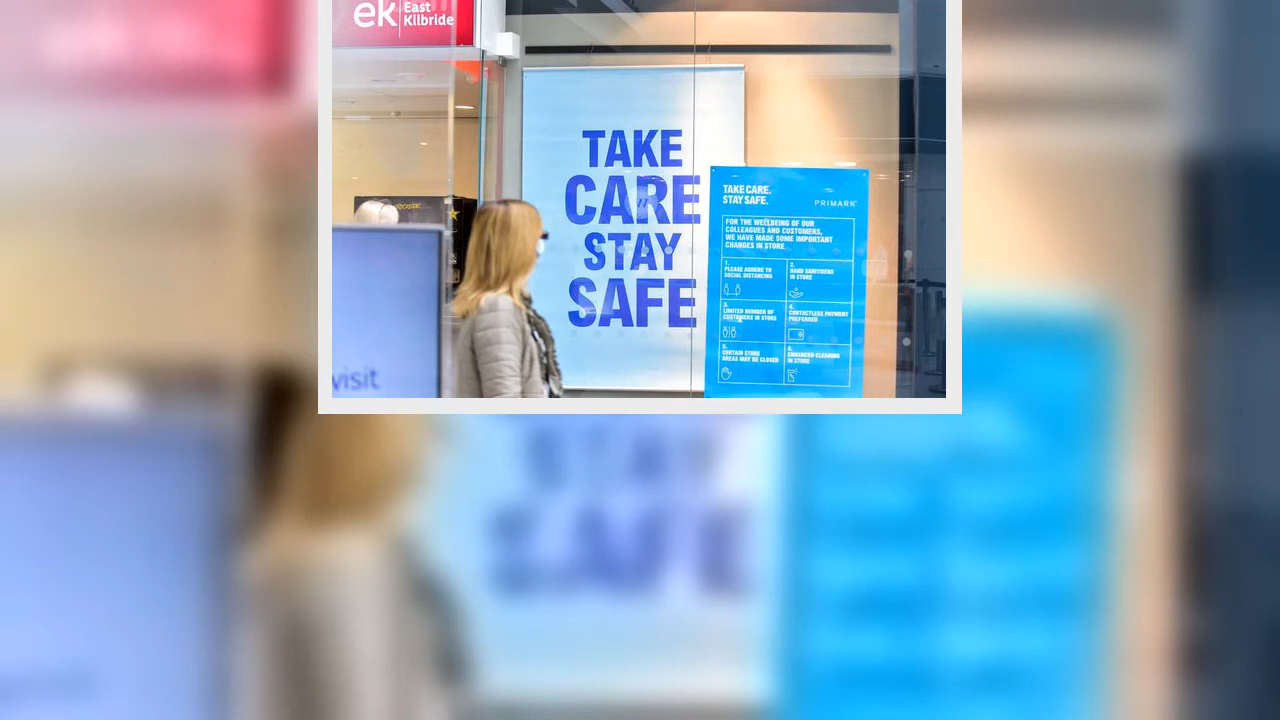 ek East
Kilbride
TAKE
CARE
STAY
SAFE
TAKE CARE.
STAY SAFE.
PRIMARK
FOR THE WELLBEING OF OUR
COLLEAGUES AND CUSTOMERS,
WE HAVE MADE SOME IMPORTANT
CHANGES IN STORE
1.
PLEASE ADHERE TO
SOCIAL DISTANCING
2.
HAND SANITISERS
IN STORE
3.
LIMITED NUMBER OF
CUSTOMERS IN STORE
4.
CONTACTLESS PAYMENT
PREFERRED
5.
CERTAIN STORE
AREAS MAY BE CLOSED
6.
ENHANCED CLEANING
IN STORE
visit